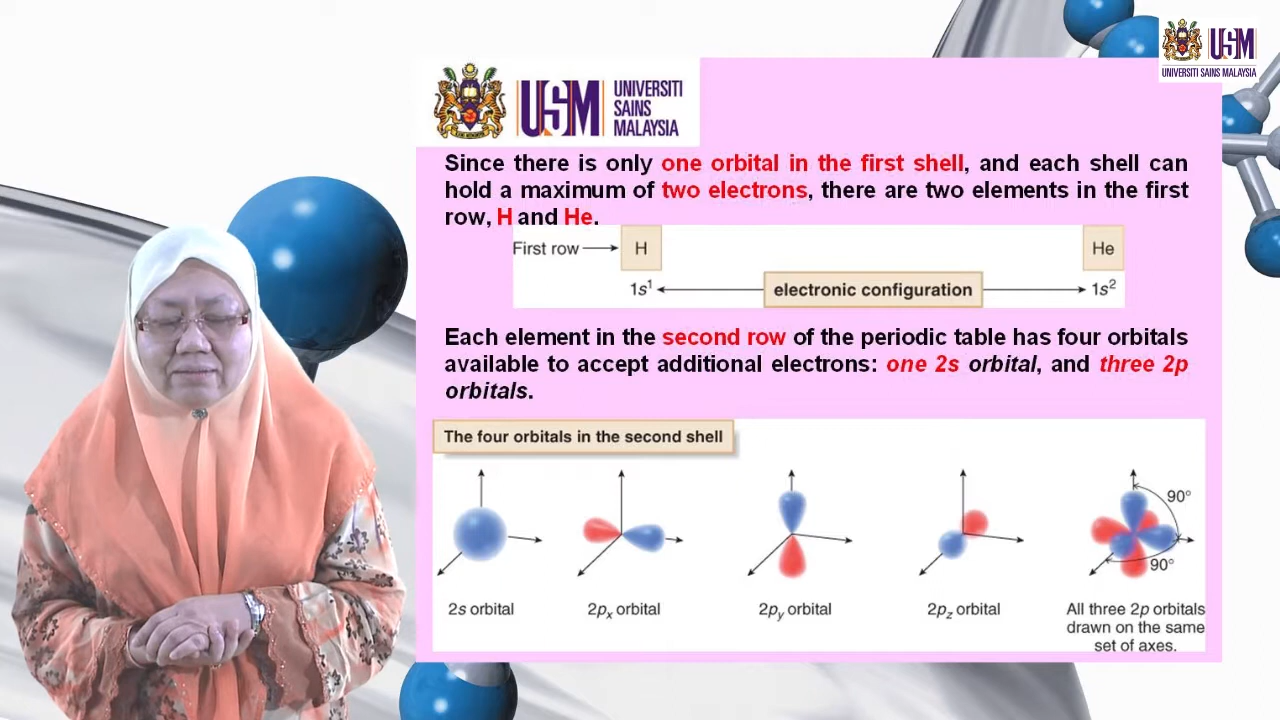 USM
UNIVERSITI SAINS MALAYSIA
USM
UNIVERSITI
SAINS
MALAYSIA
Since there is only one orbital in the first shell, and each shell can
hold a maximum of two electrons, there are two elements in the first
row, H and He.
First row H He
1s¹ electronic configuration 1s²
Each element in the second row of the periodic table has four orbitals
available to accept additional electrons: one 2s orbital, and three 2p
orbitals.
The four orbitals in the second shell
90°
90°
2s orbital 2pₓ orbital 2pᵧ orbital 2p_z orbital All three 2p orbitals
drawn on the same
set of axes.